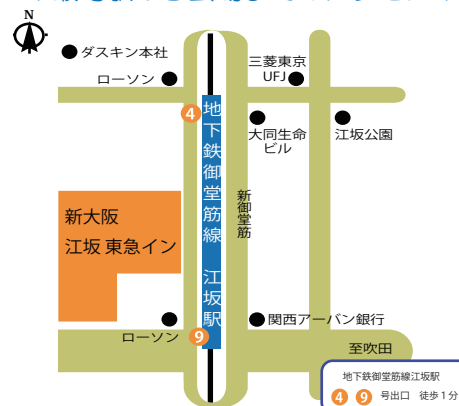 N
ダスキン本社
ローソン
三菱東京
UFJ
4
大同生命
ビル
江坂公園
地下鉄御堂筋線 江坂駅
新御堂筋
新大阪
江坂 東急イン
ローソン
9
関西アーバン銀行
至吹田
地下鉄御堂筋線江坂駅
4 9 号出口 徒歩1分